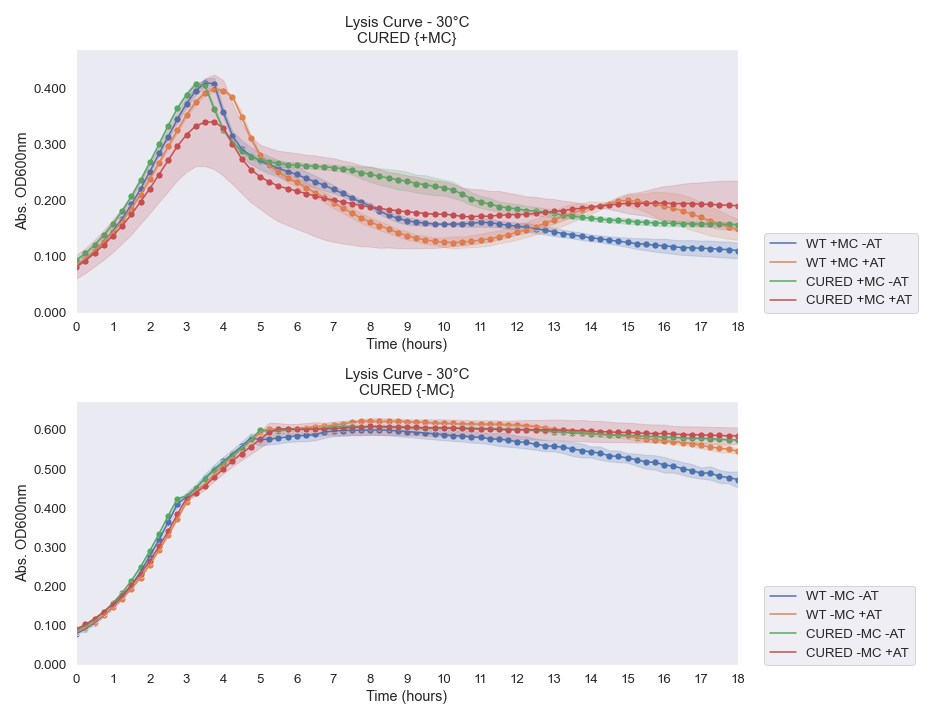 Lysis Curve - 30°C
CURED {+MC}
Abs. OD600nm
0.400
0.300
0.200
0.100
0.000
0 1 2 3 4 5 6 7 8 9 10 11 12 13 14 15 16 17 18
Time (hours)
WT +MC -AT
WT +MC +AT
CURED +MC -AT
CURED +MC +AT
Lysis Curve - 30°C
CURED {-MC}
Abs. OD600nm
0.600
0.500
0.400
0.300
0.200
0.100
0.000
0 1 2 3 4 5 6 7 8 9 10 11 12 13 14 15 16 17 18
Time (hours)
WT -MC -AT
WT -MC +AT
CURED -MC -AT
CURED -MC +AT